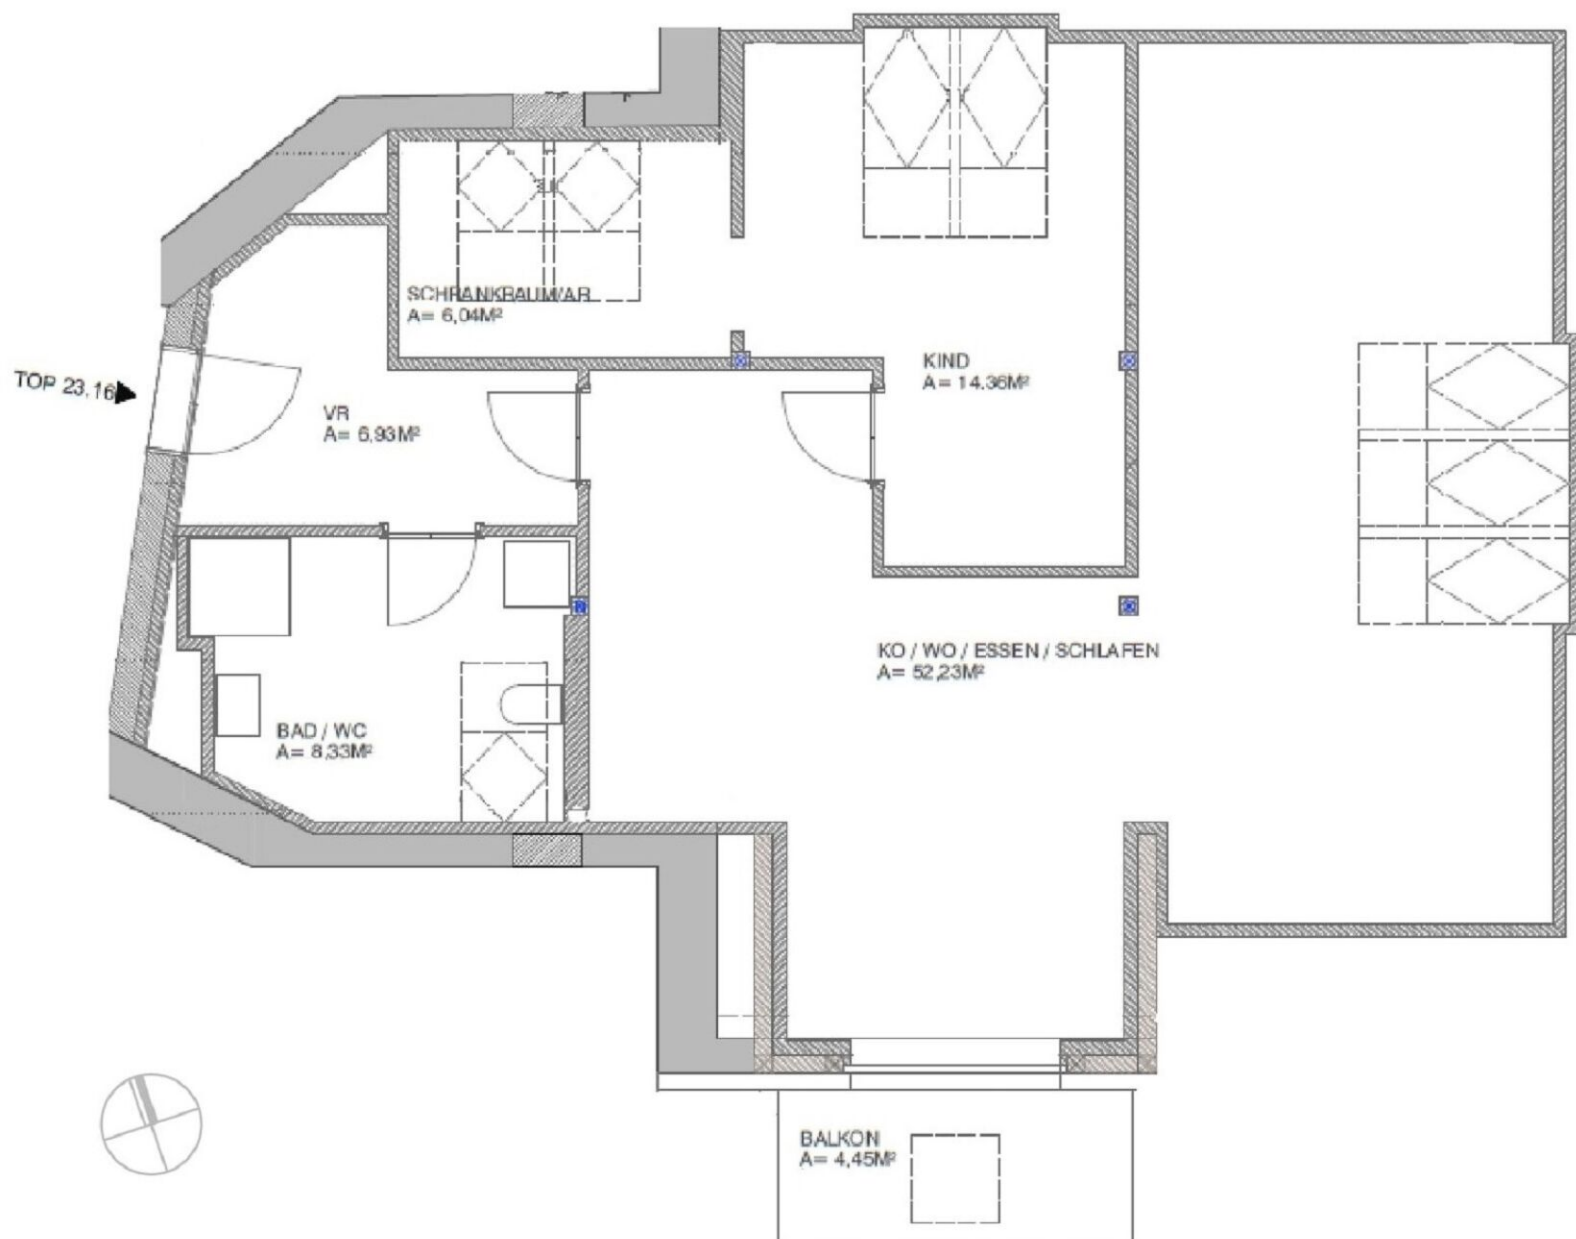 SCHRANKRAUM/AR
A= 6,04M²
KIND
A= 14.36M²
TOP 23,16
VR
A= 6,93M²
KO / WO / ESSEN / SCHLAFEN
A= 52,23M²
BAD / WC
A= 8,33M²
BALKON
A= 4,45M²